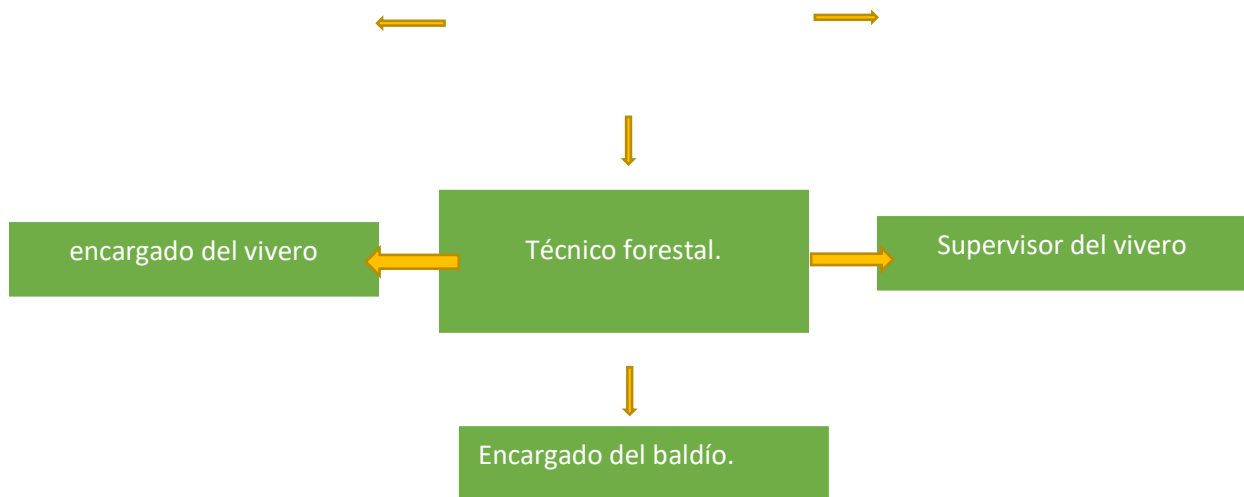 encargado del vivero
Técnico forestal.
Supervisor del vivero
Encargado del baldío.